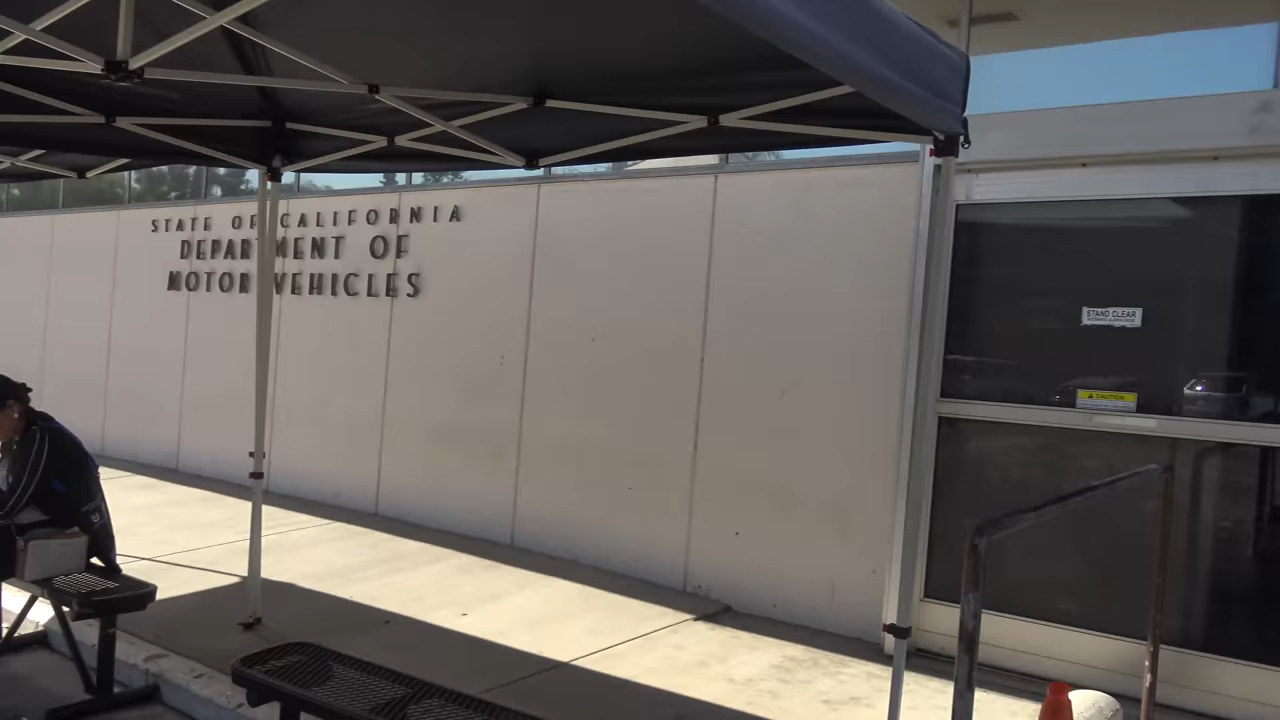 STATE OF CALIFORNIA
DEPARTMENT OF
MOTOR VEHICLES
STAND CLEAR
CAUTION